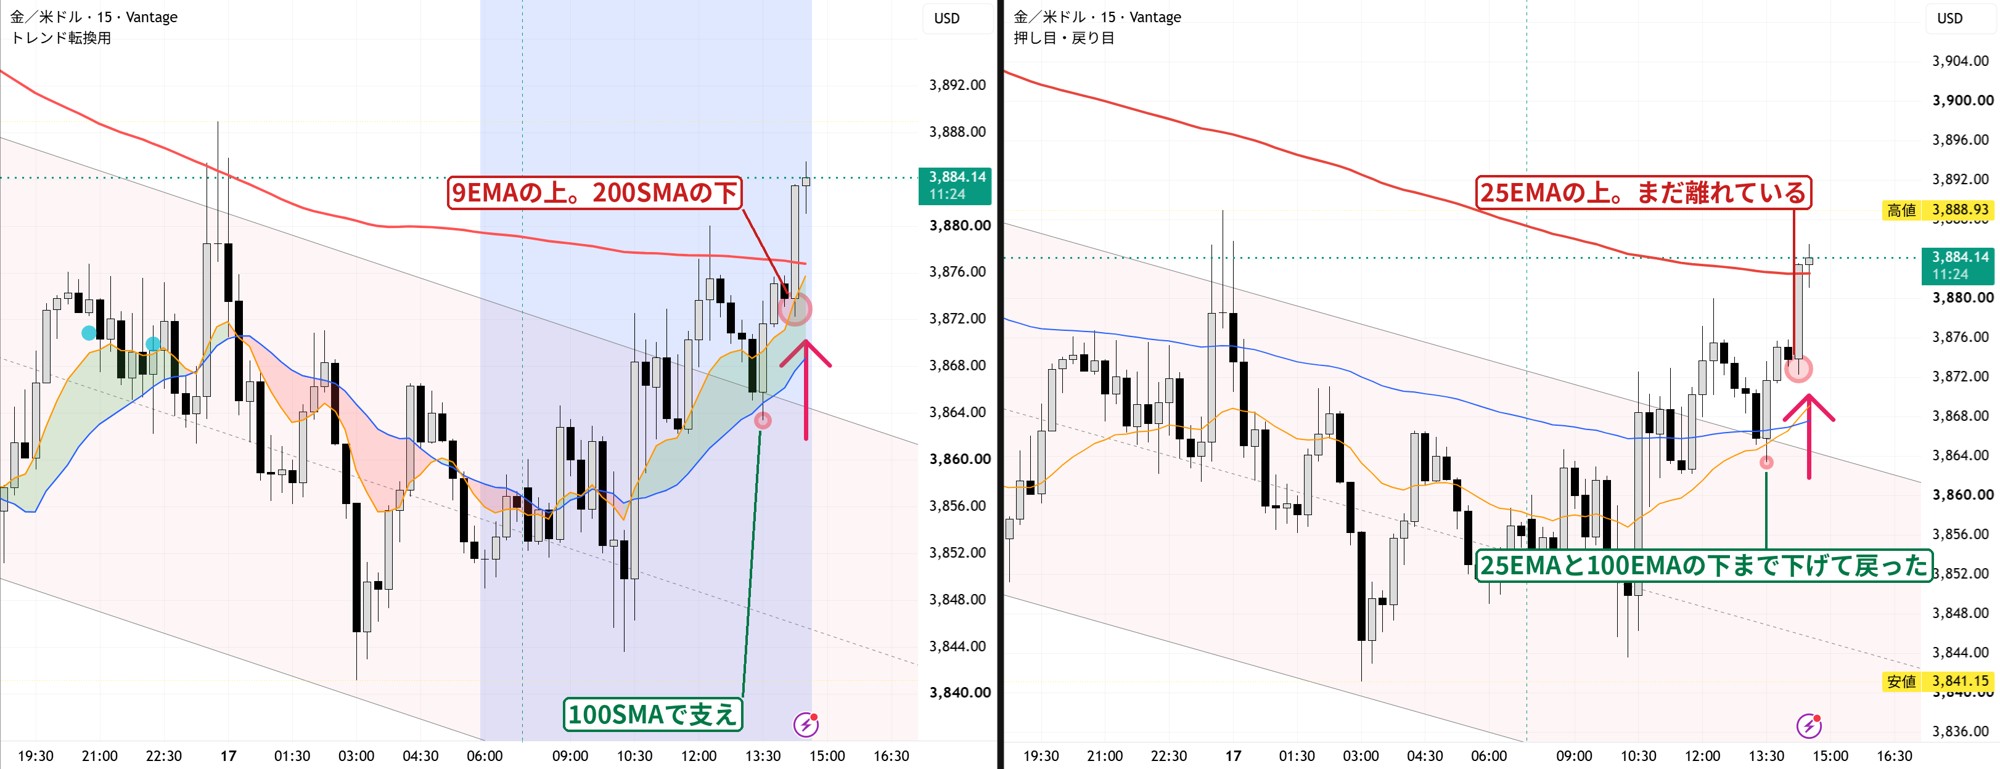 金／米ドル・15・Vantage
トレンド転換用
USD
3,892.00
3,888.00
3,884.14
11:24
3,880.00
3,876.00
3,872.00
3,868.00
3,864.00
3,860.00
3,856.00
3,852.00
3,848.00
3,844.00
3,840.00
9EMAの上。200SMAの下
100SMAで支え
19:30 21:00 22:30 17 01:30 03:00 04:30 06:00 09:00 10:30 12:00 13:30 15:00 16:30
金／米ドル・15・Vantage
押し目・戻り目
USD
3,904.00
3,900.00
3,896.00
3,892.00
高値 3,888.93
3,884.14
11:24
3,880.00
3,876.00
3,872.00
3,868.00
3,864.00
3,860.00
3,856.00
3,852.00
3,848.00
3,844.00
安値 3,841.15
3,840.00
3,836.00
25EMAの上。まだ離れている
25EMAと100EMAの下まで下げて戻った
19:30 21:00 22:30 17 01:30 03:00 04:30 06:00 09:00 10:30 12:00 13:30 15:00 16:30